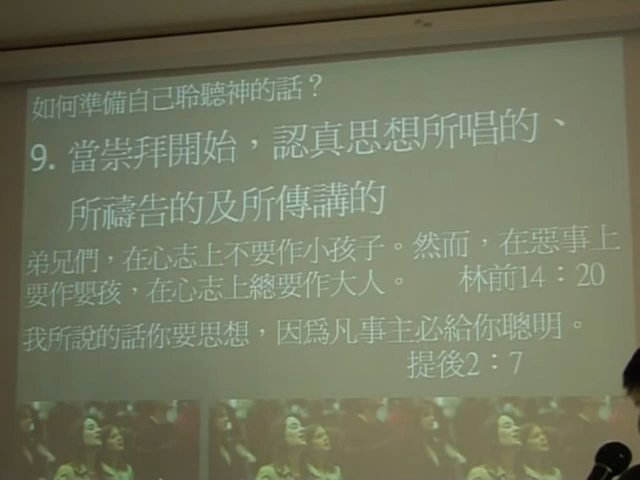 如何準備自己聆聽神的話？
9. 當崇拜開始，認真思想所唱的、
所禱告的及所傳講的
弟兄們，在心志上不要作小孩子。然而，在惡事上
要作嬰孩，在心志上總要作大人。 林前14：20
我所說的話你要思想，因為凡事主必給你聰明。
提後2：7